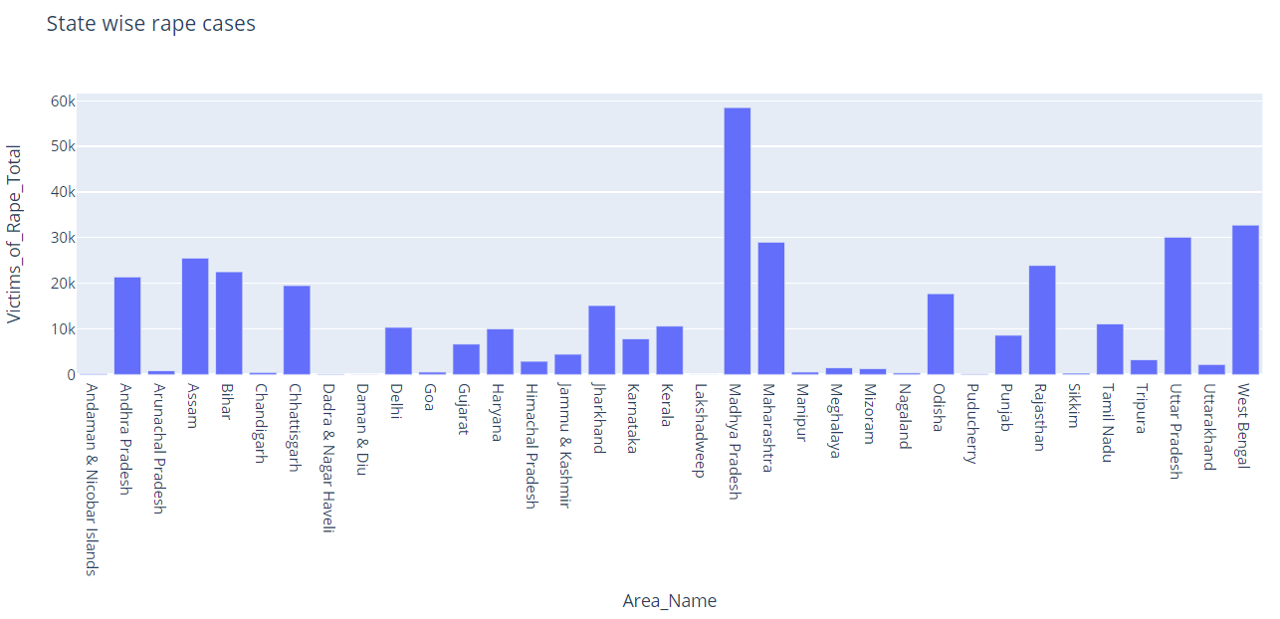 State wise rape cases
Victims_of_Rape_Total
60k
50k
40k
30k
20k
10k
0
Andaman & Nicobar Islands
Andhra Pradesh
Arunachal Pradesh
Assam
Bihar
Chandigarh
Chhattisgarh
Dadra & Nagar Haveli
Daman & Diu
Delhi
Goa
Gujarat
Haryana
Himachal Pradesh
Jammu & Kashmir
Jharkhand
Karnataka
Kerala
Lakshadweep
Madhya Pradesh
Maharashtra
Manipur
Meghalaya
Mizoram
Nagaland
Odisha
Puducherry
Punjab
Rajasthan
Sikkim
Tamil Nadu
Tripura
Uttar Pradesh
Uttarakhand
West Bengal
Area_Name